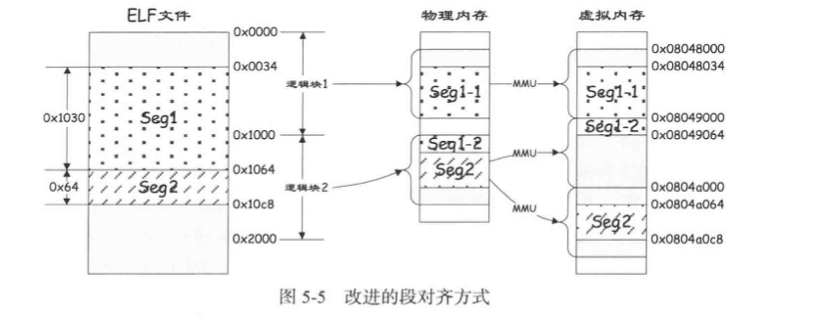 ELF文件
物理内存
虚拟内存
0x0000
0x0034
0x1030
Seg1
0x1000
0x1064
0x64
Seg2
0x10c8
0x2000
逻辑块1
逻辑块2
Seg1-1
Seg1-2
Seg2
MMU
MMU
MMU
0x08048000
0x08048034
Seg1-1
0x08049000
Seg1-2
0x08049064
0x0804a000
0x0804a064
Seg2
0x0804a0c8
图 5-5 改进的段对齐方式